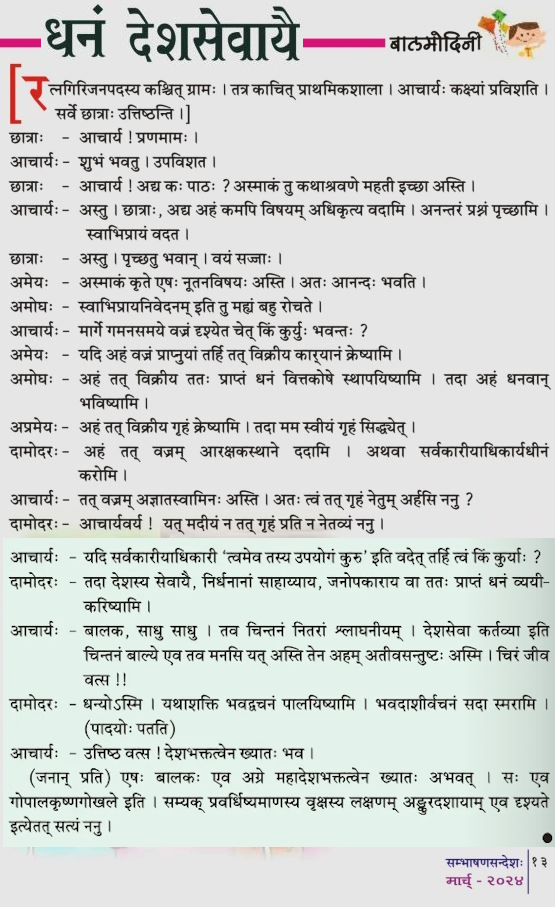 धनं देशसेवायै
बालमोदिनी
[रत्नगिरिजनपदस्य कश्चित् ग्रामः । तत्र काचित् प्राथमिकशाला । आचार्यः कक्ष्यां प्रविशति ।
सर्वे छात्राः उत्तिष्ठन्ति ।]
छात्राः - आचार्य ! प्रणमामः ।
आचार्यः - शुभं भवतु । उपविशत ।
छात्राः - आचार्य ! अद्य कः पाठः ? अस्माकं तु कथाश्रवणे महती इच्छा अस्ति ।
आचार्यः - अस्तु । छात्राः, अद्य अहं कमपि विषयम् अधिकृत्य वदामि । अनन्तरं प्रश्नं पृच्छामि ।
स्वाभिप्रायं वदत ।
छात्राः - अस्तु । पृच्छतु भवान् । वयं सज्जाः ।
अमेयः - अस्माकं कृते एषः नूतनविषयः अस्ति । अतः आनन्दः भवति ।
अमोघः - स्वाभिप्रायनिवेदनम् इति तु मह्यं बहु रोचते ।
आचार्यः - मार्गे गमनसमये वज्रं दृश्येत चेत् किं कुर्युः भवन्तः ?
अमेयः - यदि अहं वज्रं प्राप्नुयां तर्हि तत् विक्रीय कार्‌यानं क्रेष्यामि ।
अमोघः - अहं तत् विक्रीय ततः प्राप्तं धनं वित्तकोषे स्थापयिष्यामि । तदा अहं धनवान्
भविष्यामि ।
अप्रमेयः - अहं तत् विक्रीय गृहं क्रेष्यामि । तदा मम स्वीयं गृहं सिद्ध्येत् ।
दामोदरः - अहं तत् वज्रम् आरक्षकस्थाने ददामि । अथवा सर्वकारीयाधिकार्यधीनं
करोमि ।
आचार्यः - तत् वज्रम् अज्ञातस्वामिनः अस्ति । अतः त्वं तत् गृहं नेतुम् अर्हसि ननु ?
दामोदरः - आचार्यवर्य ! यत् मदीयं न तत् गृहं प्रति न नेतव्यं ननु ।
आचार्यः - यदि सर्वकारीयाधिकारी ‘त्वमेव तस्य उपयोगं कुरु’ इति वदेत् तर्हि त्वं किं कुर्याः ?
दामोदरः - तदा देशस्य सेवायै, निर्धनानां साहाय्याय, जनोपकाराय वा ततः प्राप्तं धनं व्ययी-
करिष्यामि ।
आचार्यः - बालक, साधु साधु । तव चिन्तनं नितरां श्लाघनीयम् । देशसेवा कर्तव्या इति
चिन्तनं बाल्ये एव तव मनसि यत् अस्ति तेन अहम् अतीवसन्तुष्टः अस्मि । चिरं जीव
वत्स !!
दामोदरः - धन्योऽस्मि । यथाशक्ति भवद्वचनं पालयिष्यामि । भवदाशीर्वचनं सदा स्मरामि ।
(पादयोः पतति)
आचार्यः - उत्तिष्ठ वत्स ! देशभक्तत्वेन ख्यातः भव ।
(जनान् प्रति) एषः बालकः एव अग्रे महादेशभक्तत्वेन ख्यातः अभवत् । सः एव
गोपालकृष्णगोखले इति । सम्यक् प्रवर्धिष्यमाणस्य वृक्षस्य लक्षणम् अङ्कुरदशायाम् एव दृश्यते
इत्येतत् सत्यं ननु ।
सम्भाषणसन्देशः १३
मार्च् - २०२४